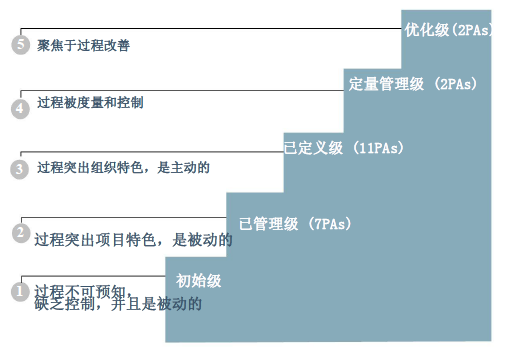 优化级(2PAs)
5 聚焦于过程改善
定量管理级 (2PAs)
4 过程被度量和控制
已定义级 (11PAs)
3 过程突出组织特色，是主动的
已管理级 (7PAs)
2 过程突出项目特色，是被动的
初始级
1 过程不可预知，
缺乏控制，并且是被动的